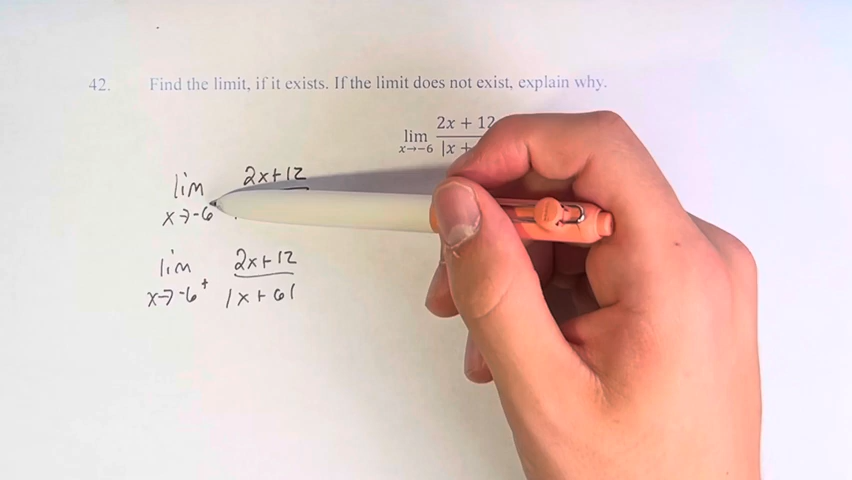 42. Find the limit, if it exists. If the limit does not exist, explain why.
lim 2x + 12
x→−6 |x +
lim 2x+12
x→-6
lim 2x+12
x→-6⁺ |x+6|